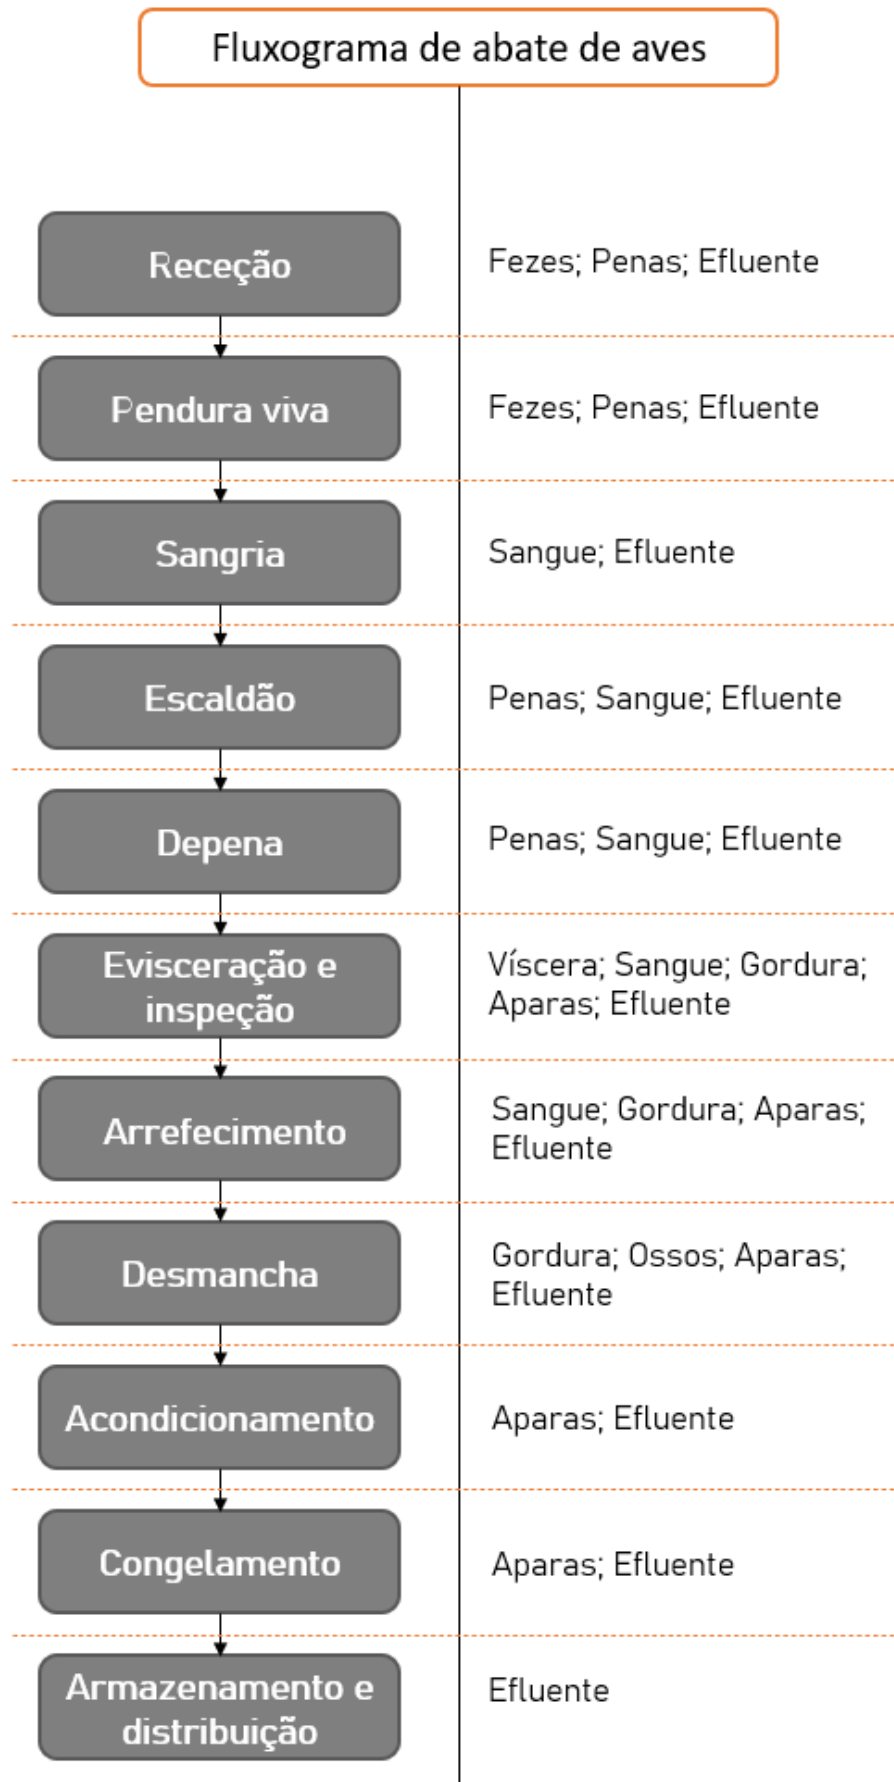 Fluxograma de abate de aves
Receção
Fezes; Penas; Efluente
Pendura viva
Fezes; Penas; Efluente
Sangria
Sangue; Efluente
Escaldão
Penas; Sangue; Efluente
Depena
Penas; Sangue; Efluente
Evisceração e
inspeção
Víscera; Sangue; Gordura;
Aparas; Efluente
Arrefecimento
Sangue; Gordura; Aparas;
Efluente
Desmancha
Gordura; Ossos; Aparas;
Efluente
Acondicionamento
Aparas; Efluente
Congelamento
Aparas; Efluente
Armazenamento e
distribuição
Efluente